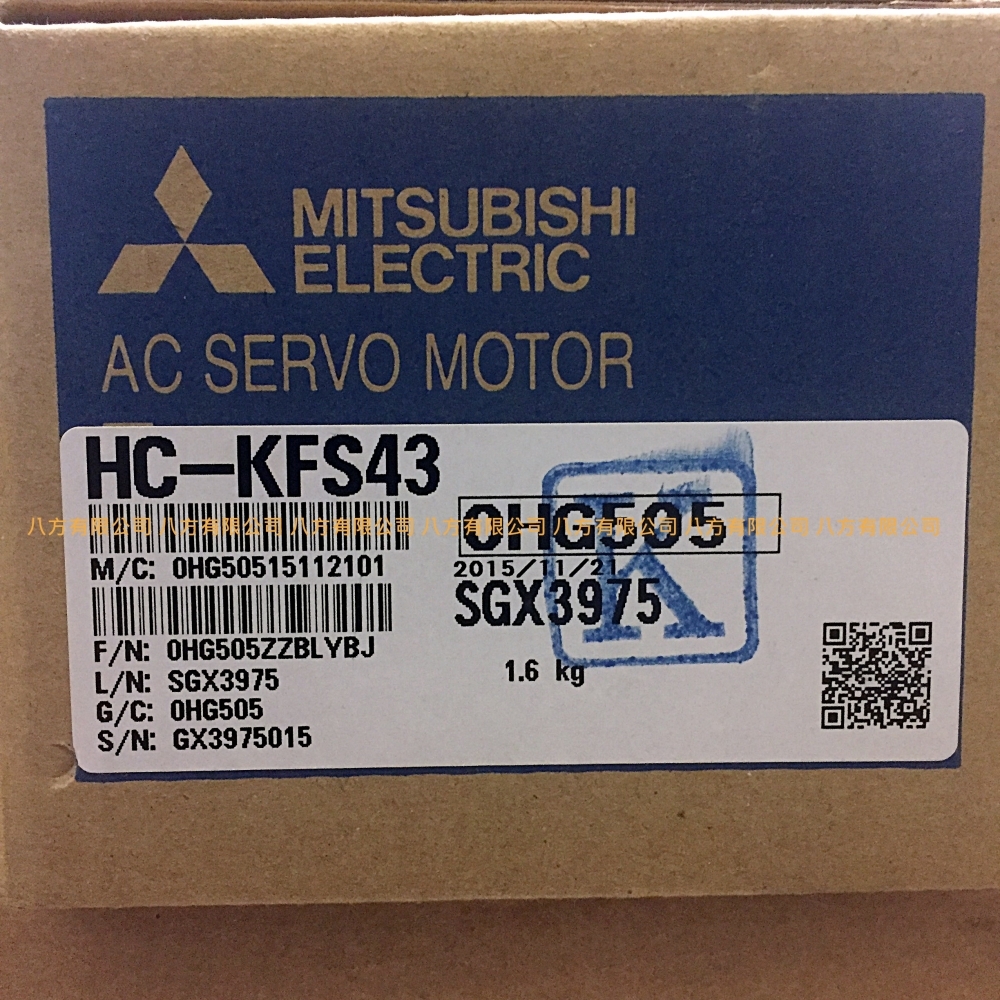 MITSUBISHI
ELECTRIC
AC SERVO MOTOR
HC-KFS43
八方有限公司 八方有限公司 八方有限公司 八方有限公司 八方有限公司 八方有限公司 八方有限公司
0HG505
M/C: 0HG50515112101
2015/11/21
SGX3975
K
F/N: 0HG505ZZBLYBJ
L/N: SGX3975
1.6 kg
G/C: 0HG505
S/N: GX3975015